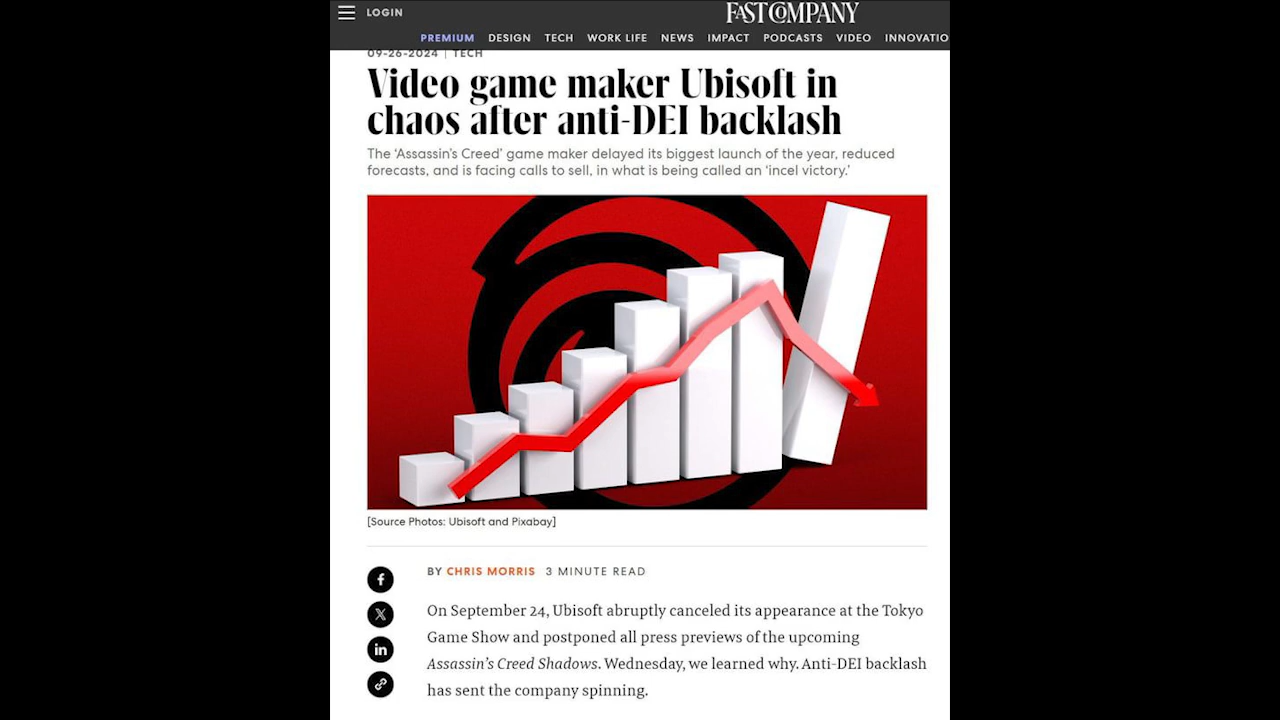 LOGIN
FAST COMPANY
PREMIUM DESIGN TECH WORK LIFE NEWS IMPACT PODCASTS VIDEO INNOVATIO
09-26-2024 | TECH
Video game maker Ubisoft in
chaos after anti-DEI backlash
The ‘Assassin’s Creed’ game maker delayed its biggest launch of the year, reduced
forecasts, and is facing calls to sell, in what is being called an ‘incel victory.’
[Source Photos: Ubisoft and Pixabay]
BY CHRIS MORRIS 3 MINUTE READ
On September 24, Ubisoft abruptly canceled its appearance at the Tokyo
Game Show and postponed all press previews of the upcoming
Assassin’s Creed Shadows. Wednesday, we learned why. Anti-DEI backlash
has sent the company spinning.